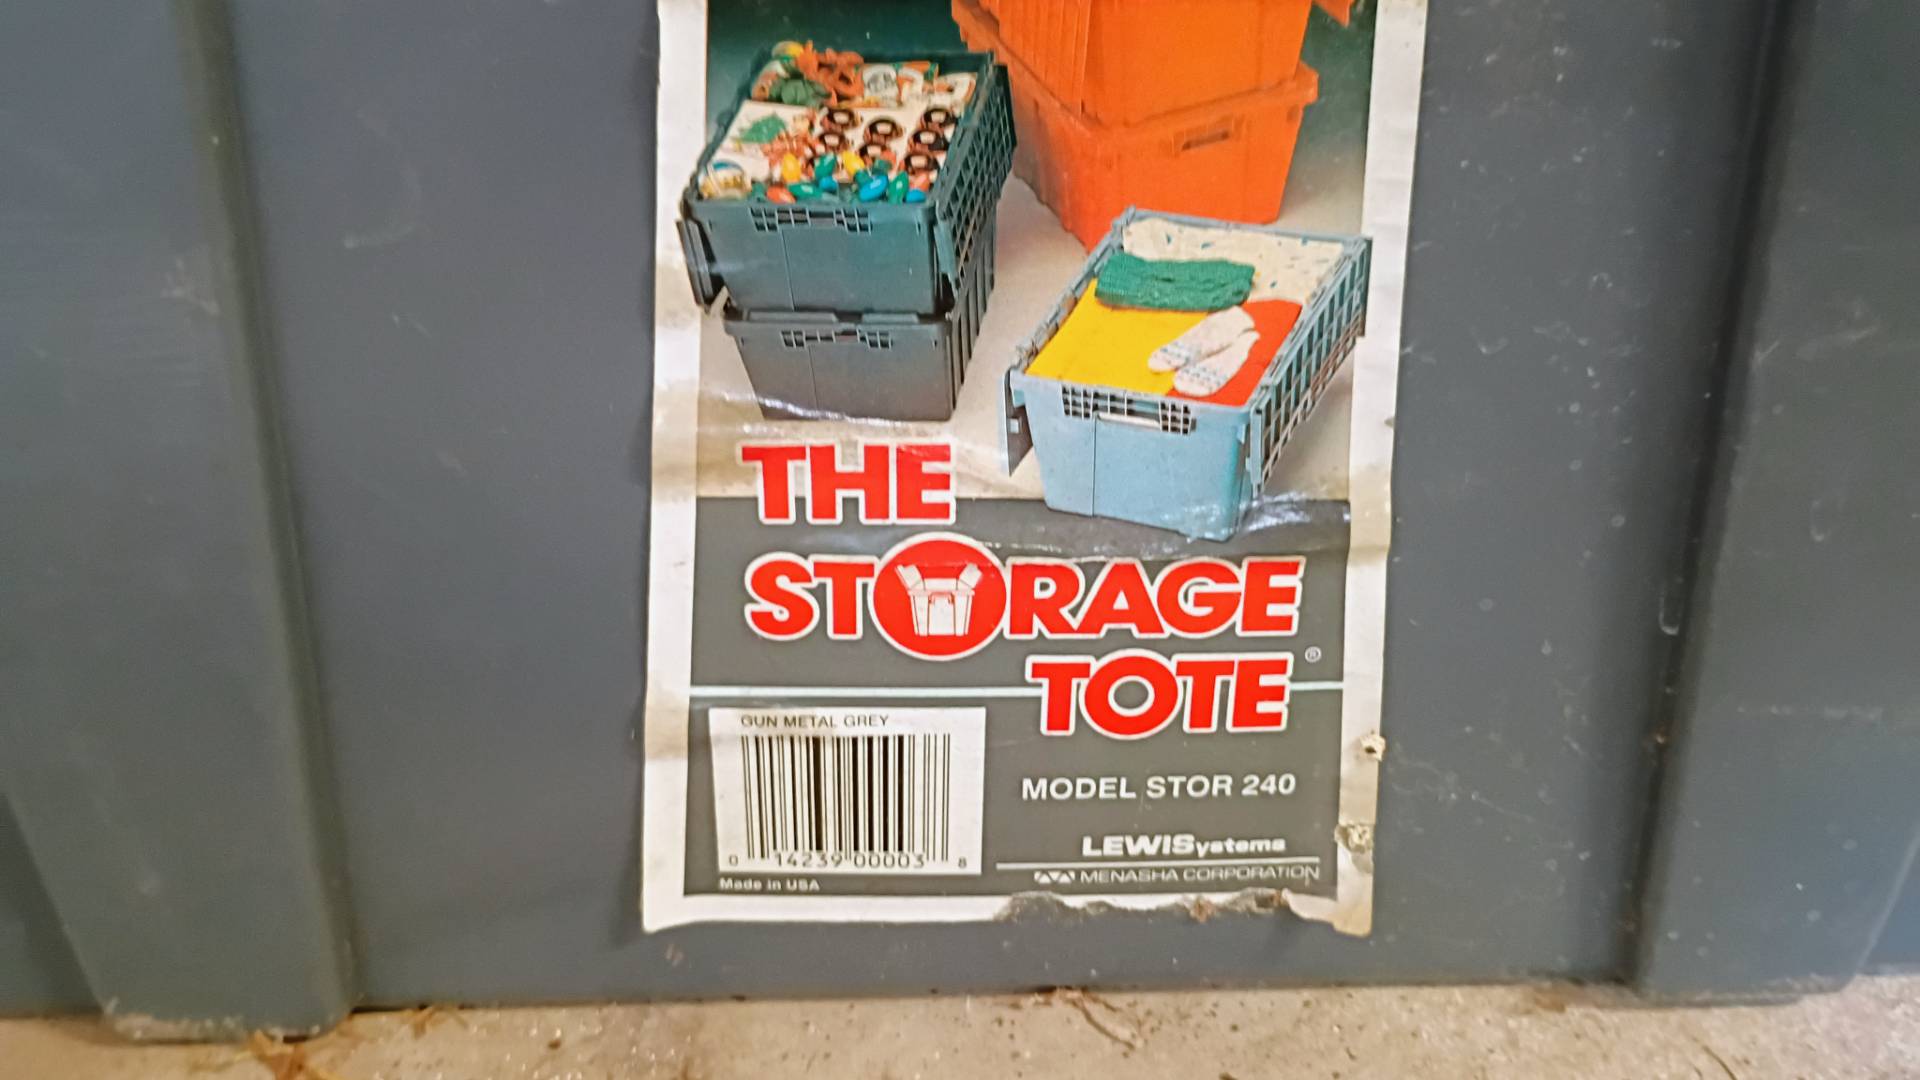 THE
STORAGE
TOTE ®
GUN METAL GREY
MODEL STOR 240
0 14239 00003 8
LEWISystems
MENASHA CORPORATION
Made in USA